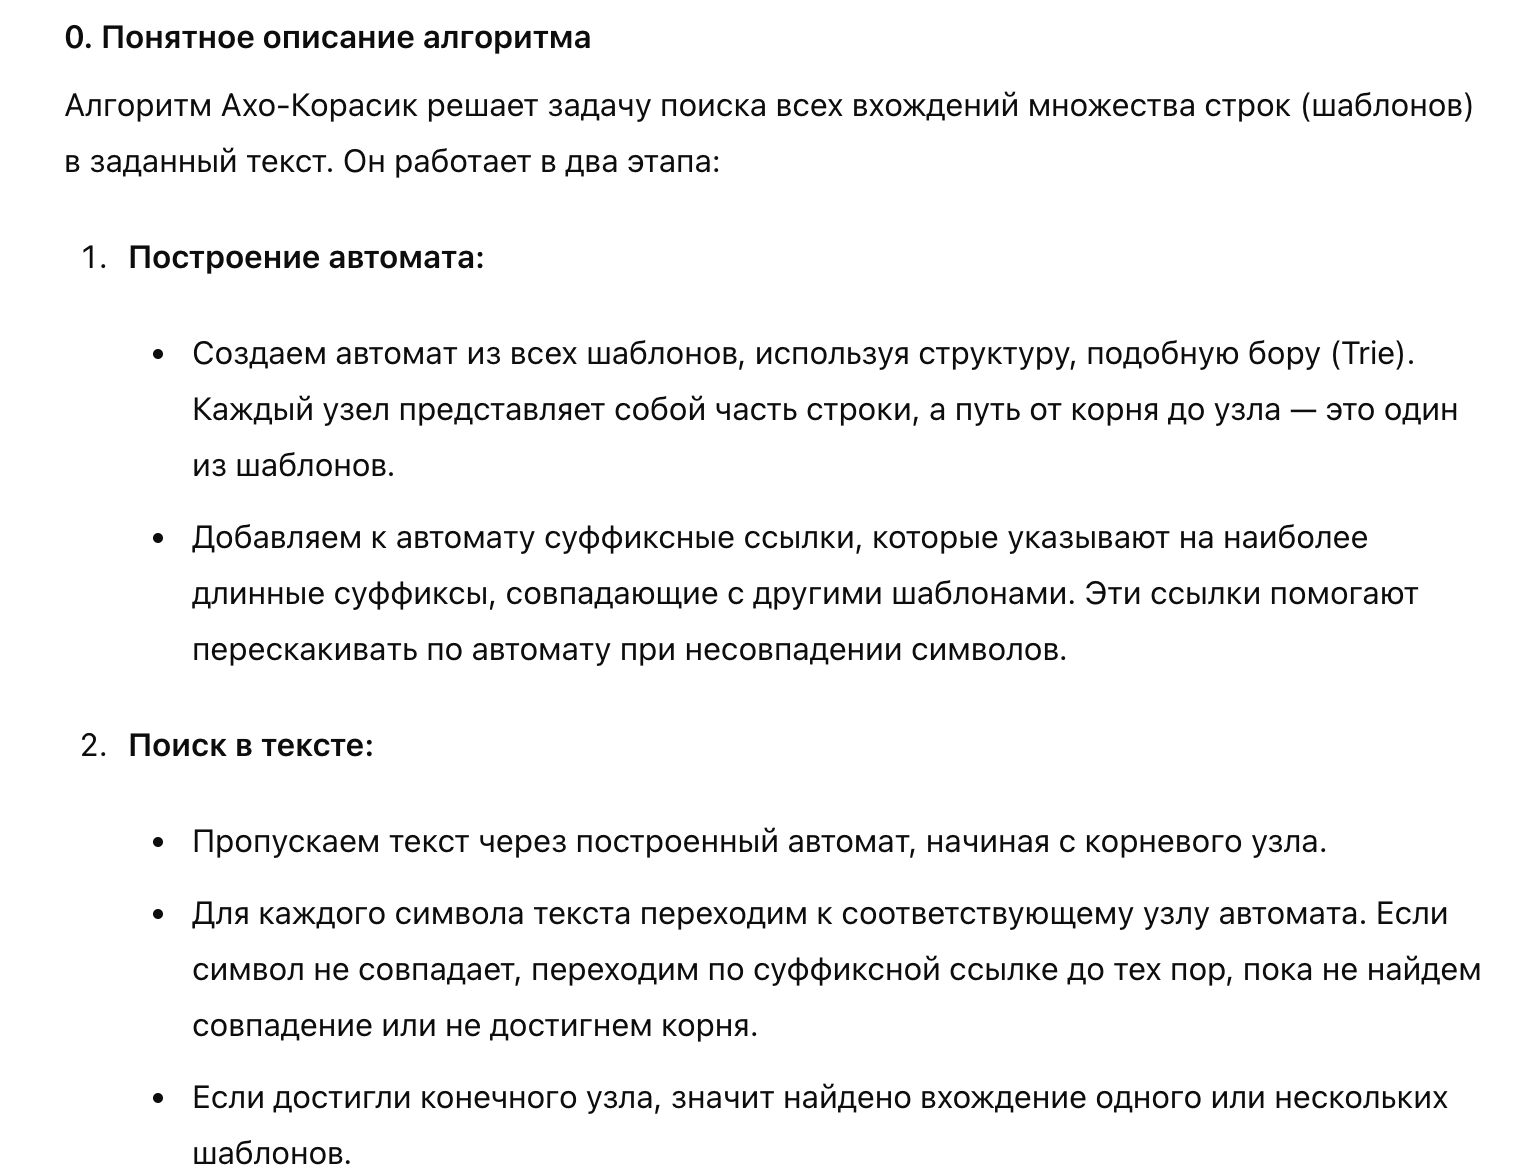 0. Понятное описание алгоритма
Алгоритм Ахо-Корасик решает задачу поиска всех вхождений множества строк (шаблонов)
в заданный текст. Он работает в два этапа:
1. Построение автомата:
• Создаем автомат из всех шаблонов, используя структуру, подобную бору (Trie).
Каждый узел представляет собой часть строки, а путь от корня до узла — это один
из шаблонов.
• Добавляем к автомату суффиксные ссылки, которые указывают на наиболее
длинные суффиксы, совпадающие с другими шаблонами. Эти ссылки помогают
перескакивать по автомату при несовпадении символов.
2. Поиск в тексте:
• Пропускаем текст через построенный автомат, начиная с корневого узла.
• Для каждого символа текста переходим к соответствующему узлу автомата. Если
символ не совпадает, переходим по суффиксной ссылке до тех пор, пока не найдем
совпадение или не достигнем корня.
• Если достигли конечного узла, значит найдено вхождение одного или нескольких
шаблонов.